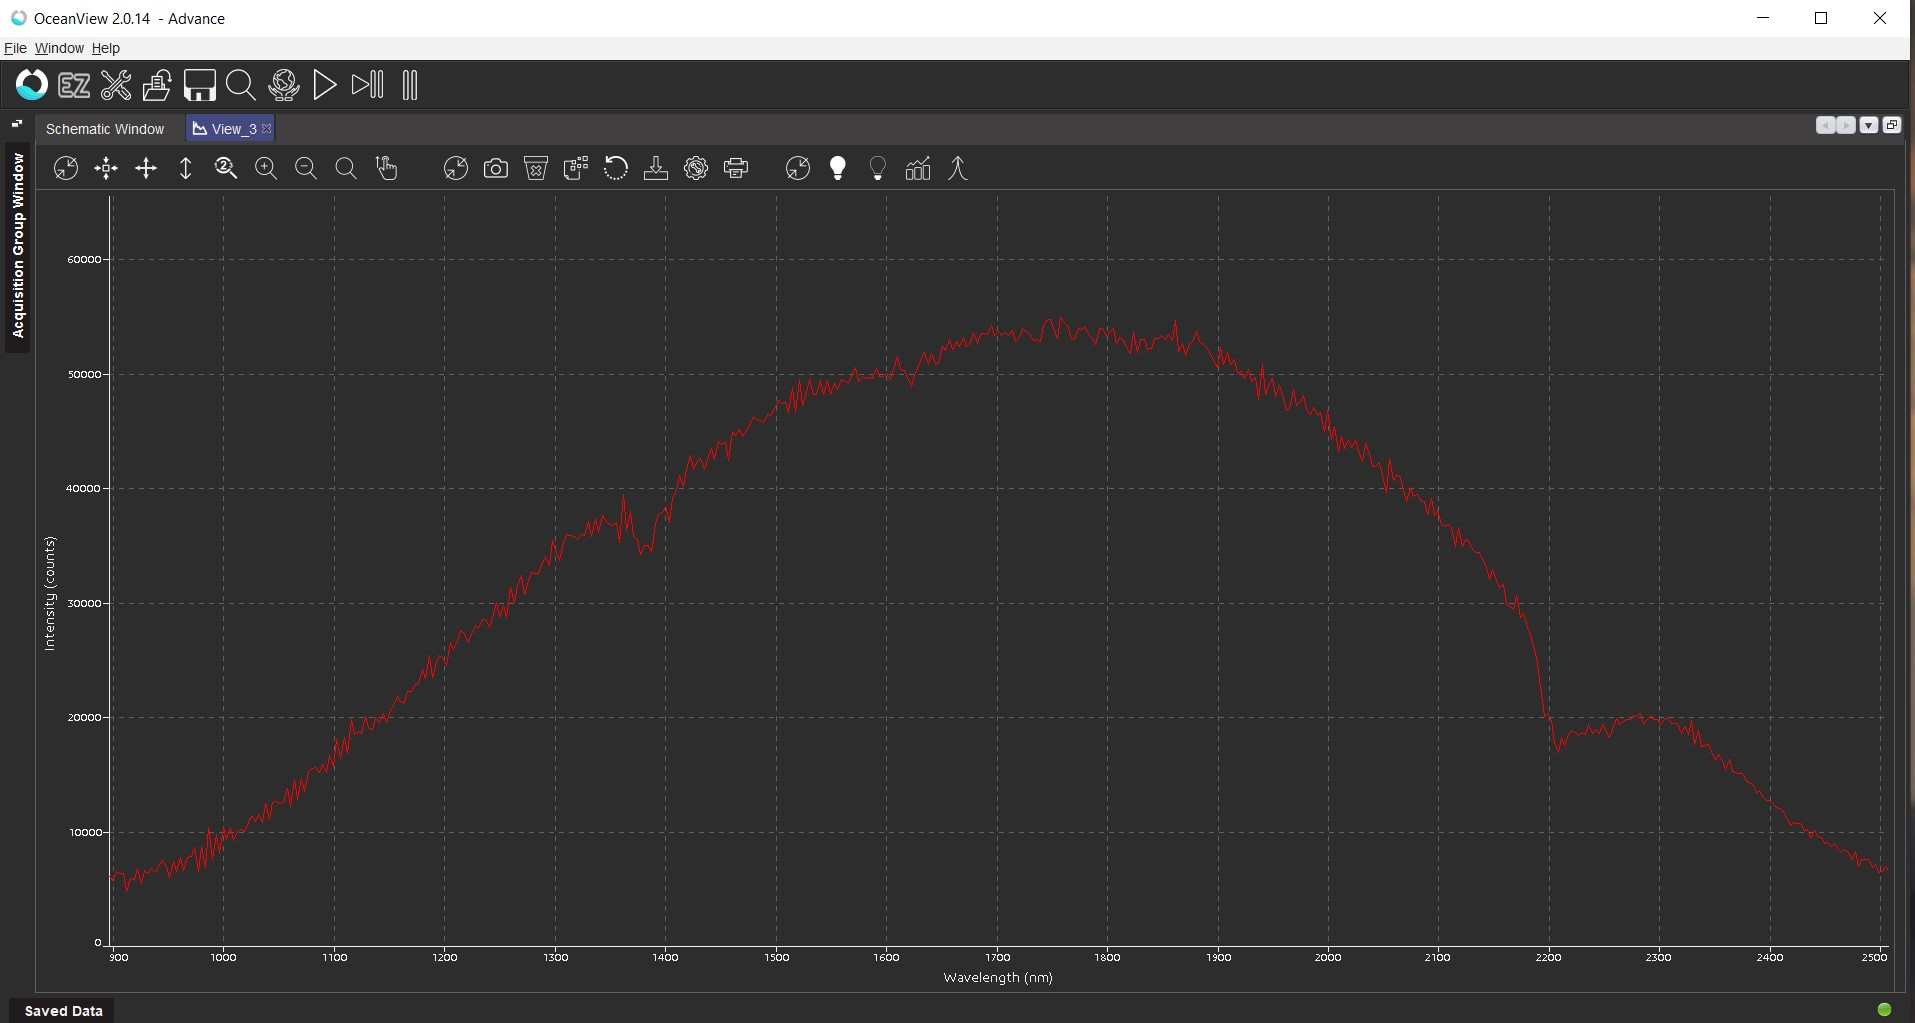 OceanView 2.0.14 - Advance
File Window Help
EZ
Schematic Window View_3
Acquisition Group Window
2
60000
50000
40000
30000
20000
10000
0
Intensity (counts)
900 1000 1100 1200 1300 1400 1500 1600 1700 1800 1900 2000 2100 2200 2300 2400 2500
Wavelength (nm)
Saved Data